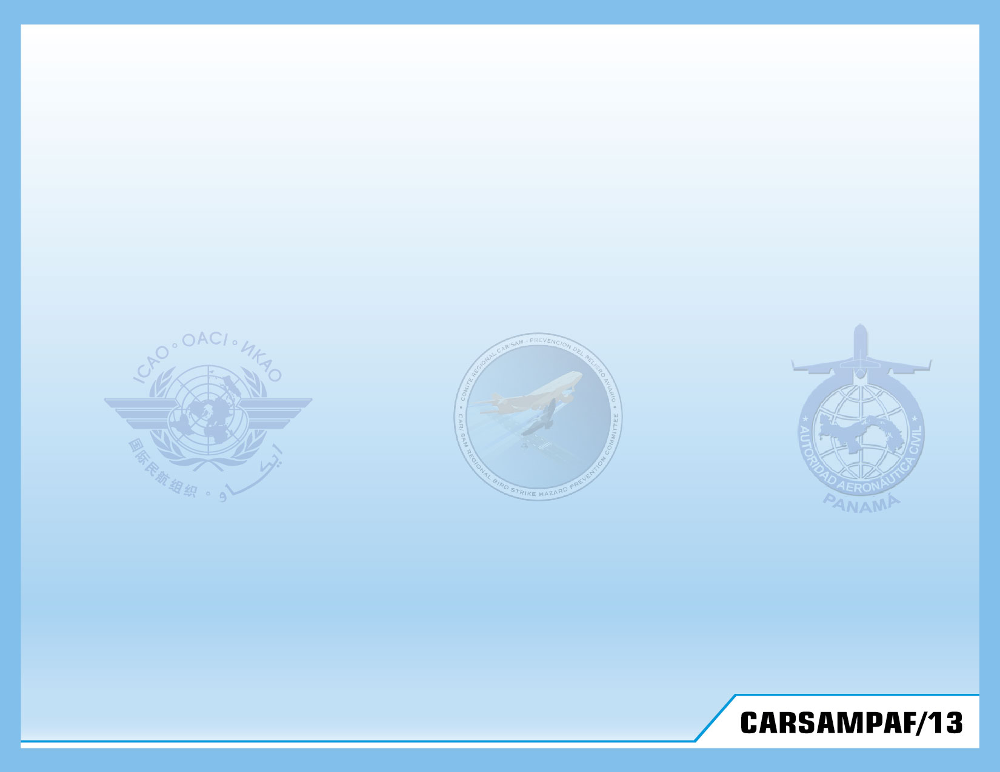 ICAO ° OACI ° ИКАО
国际民航组织 ° ايكاو
• COMITE REGIONAL CAR/SAM - PREVENCION DEL PELIGRO AVIARIO •
CAR/ SAM REGIONAL BIRD STRIKE HAZARD PREVENTION COMMITTEE
★ AUTORIDAD AERONÁUTICA CIVIL ★
PANAMÁ
CARSAMPAF/13